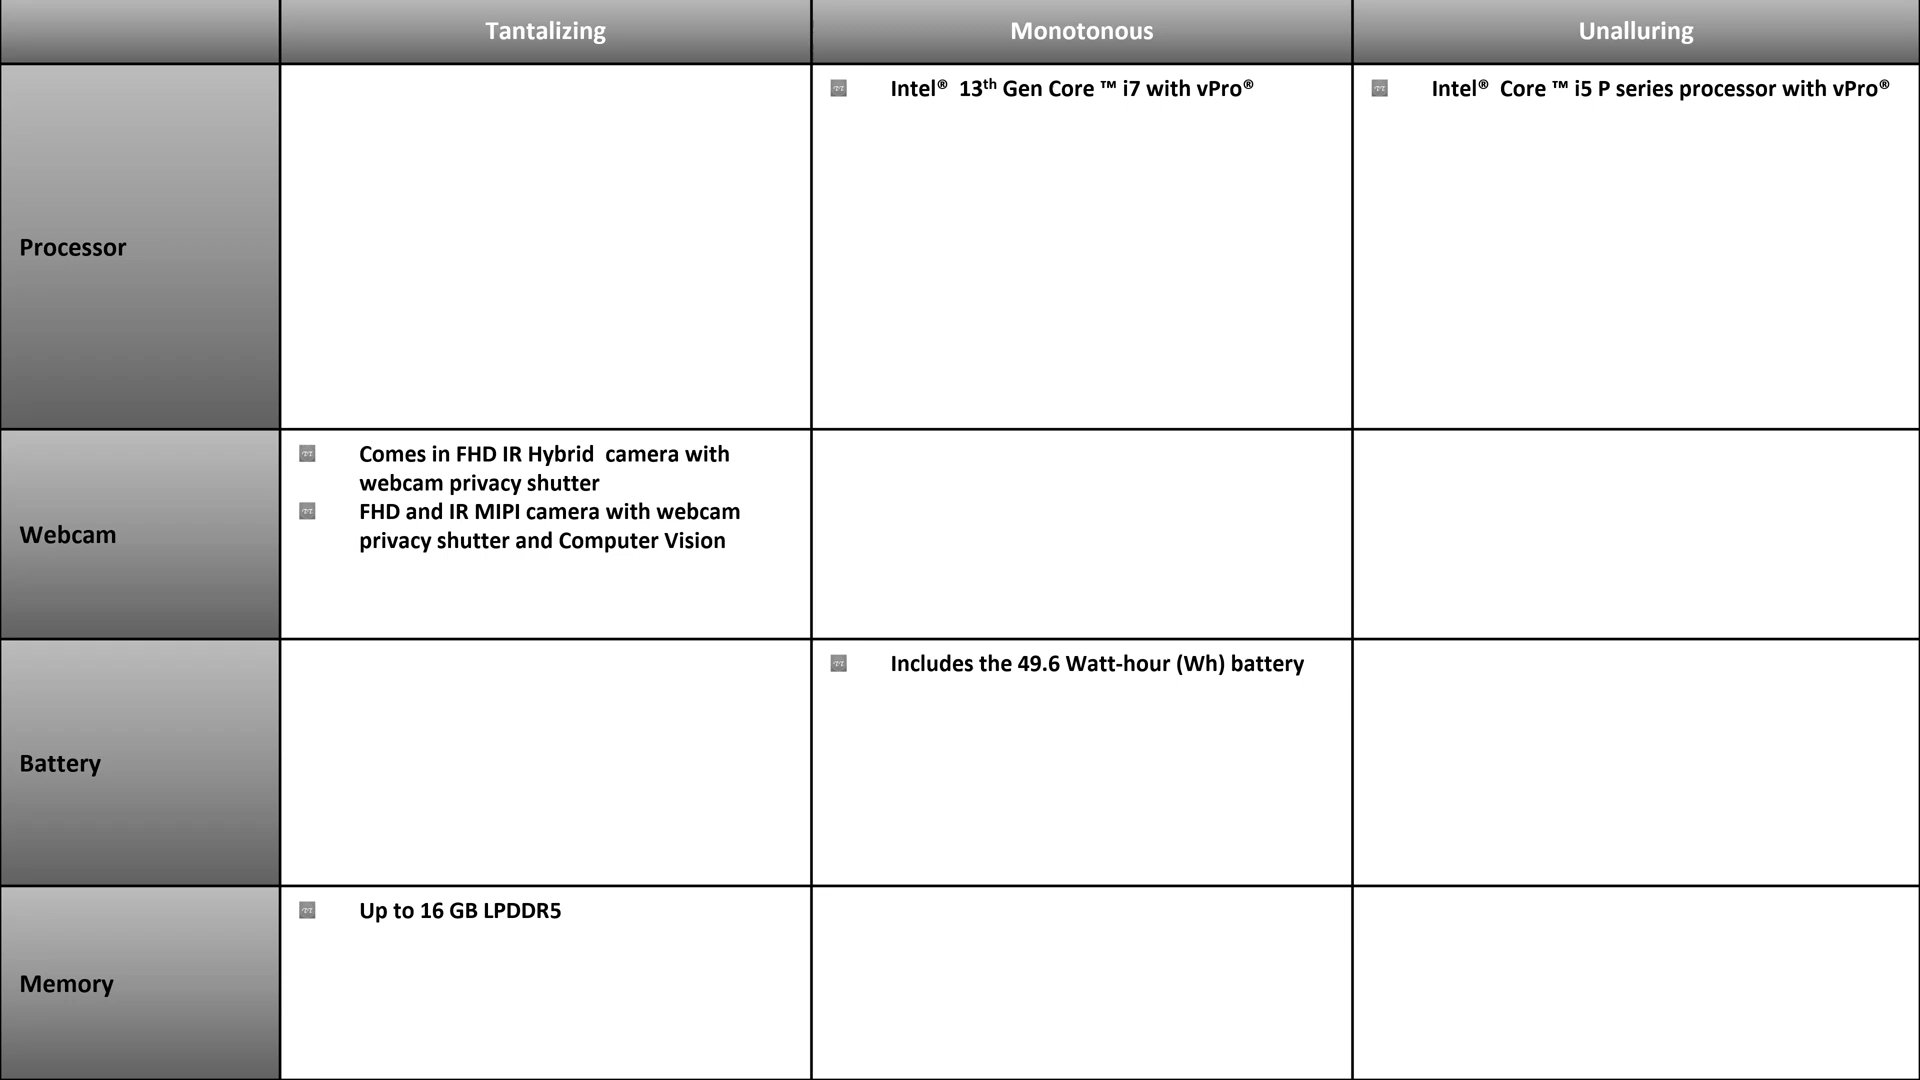 Tantalizing
Monotonous
Unalluring
Processor
Intel® 13th Gen Core ™ i7 with vPro®
Intel® Core ™ i5 P series processor with vPro®
Webcam
Comes in FHD IR Hybrid camera with
webcam privacy shutter
FHD and IR MIPI camera with webcam
privacy shutter and Computer Vision
Battery
Includes the 49.6 Watt-hour (Wh) battery
Memory
Up to 16 GB LPDDR5